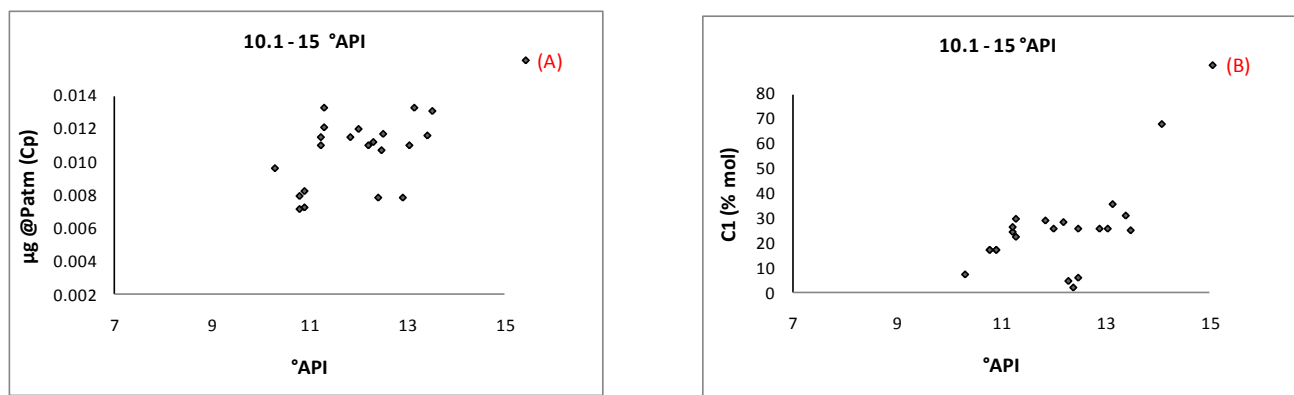 10.1 - 15 °API
(A)
0.014
0.012
0.010
0.008
0.006
0.004
0.002
µg @Patm (Cp)
7 9 11 13 15
°API
10.1 - 15 °API
(B)
80
70
60
50
40
30
20
10
0
C1 (% mol)
7 9 11 13 15
°API